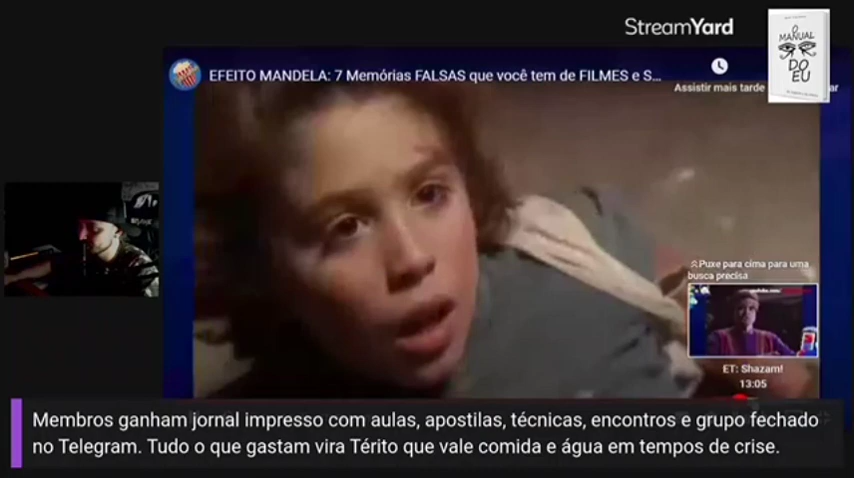 StreamYard
O
MANUAL
DO
EU
EFEITO MANDELA: 7 Memórias FALSAS que você tem de FILMES e S...
Assistir mais tarde
ar
Puxe para cima para uma
busca precisa
ET: Shazam!
13:05
Membros ganham jornal impresso com aulas, apostilas, técnicas, encontros e grupo fechado
no Telegram. Tudo o que gastam vira Térito que vale comida e água em tempos de crise.